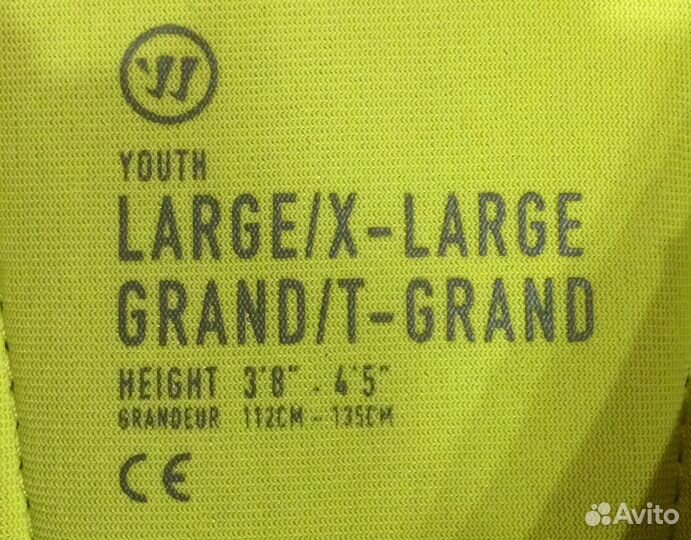 YOUTH
LARGE/X-LARGE
GRAND/T-GRAND
HEIGHT 3'8" - 4'5"
GRANDEUR 112CM - 135CM
CE
Avito